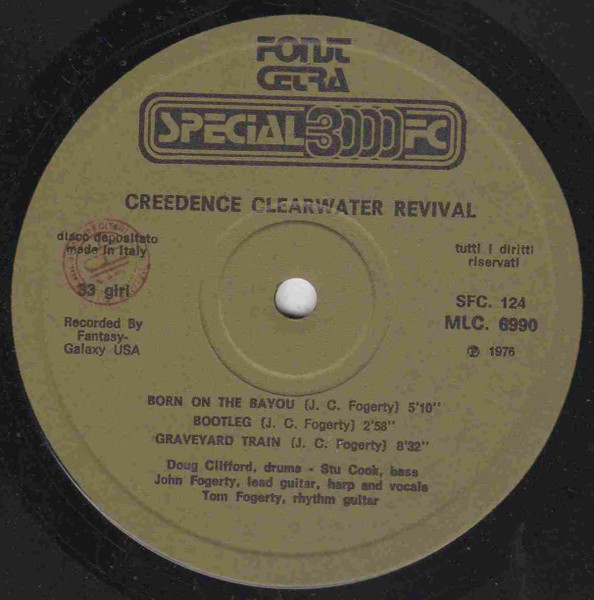 FONIT
CETRA
SPECIAL 3000 FC
CREEDENCE CLEARWATER REVIVAL
disco depositato
made in Italy
33 giri
Recorded By
Fantasy-
Galaxy USA
tutti i diritti
riservati
SFC. 124
MLC. 6990
℗ 1976
BORN ON THE BAYOU (J. C. Fogerty) 5'10"
BOOTLEG (J. C. Fogerty) 2'58"
GRAVEYARD TRAIN (J. C. Fogerty) 8'32"
Doug Clifford, drums - Stu Cook, bass
John Fogerty, lead guitar, harp and vocals
Tom Fogerty, rhythm guitar